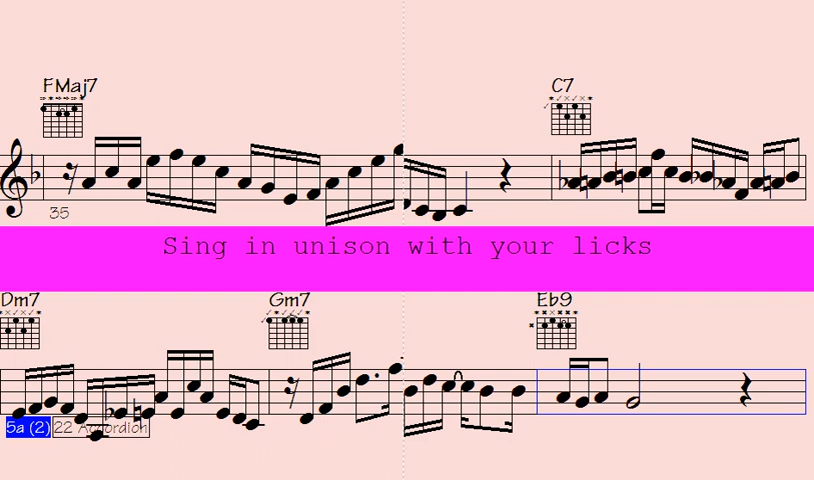 FMaj7 C7
35
Sing in unison with your licks
Dm7 Gm7 Eb9
5a (2) 22 Accordion